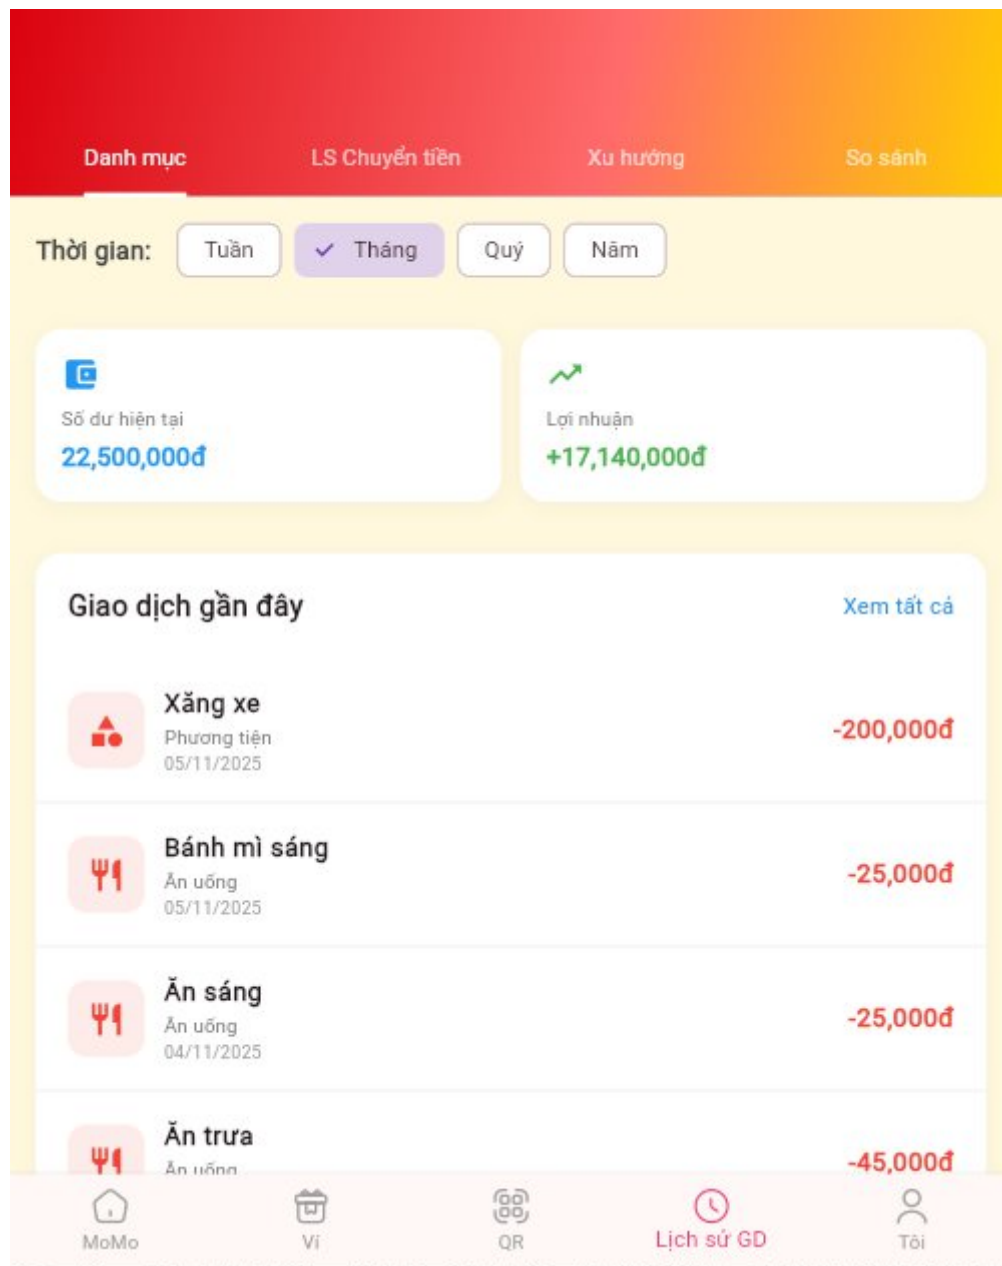 Danh mục LS Chuyển tiền Xu hướng So sánh
Thời gian: Tuần Tháng Quý Năm
Số dư hiện tại
22,500,000đ
Lợi nhuận
+17,140,000đ
Giao dịch gần đây Xem tất cả
Xăng xe
Phương tiện
05/11/2025
-200,000đ
Bánh mì sáng
Ăn uống
05/11/2025
-25,000đ
Ăn sáng
Ăn uống
04/11/2025
-25,000đ
Ăn trưa
Ăn uống
-45,000đ
MoMo Ví QR Lịch sử GD Tôi